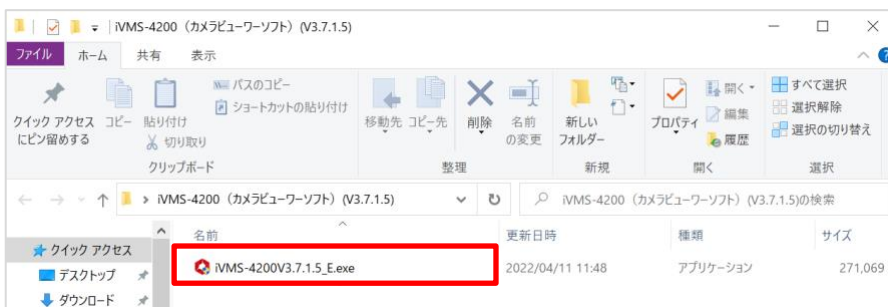 iVMS-4200（カメラビューワーソフト）(V3.7.1.5)
ファイル ホーム 共有 表示
クイック アクセス
にピン留めする
コピー
貼り付け
パスのコピー
ショートカットの貼り付け
切り取り
クリップボード
移動先 コピー先 削除 名前
の変更
整理
新しい
フォルダー
新規
プロパティ
開く
編集
履歴
開く
すべて選択
選択解除
選択の切り替え
選択
iVMS-4200（カメラビューワーソフト）(V3.7.1.5)
iVMS-4200（カメラビューワーソフト）(V3.7.1.5)の検索
クイック アクセス
デスクトップ
ダウンロード
名前 更新日時 種類 サイズ
iVMS-4200V3.7.1.5_E.exe 2022/04/11 11:48 アプリケーション 271,069